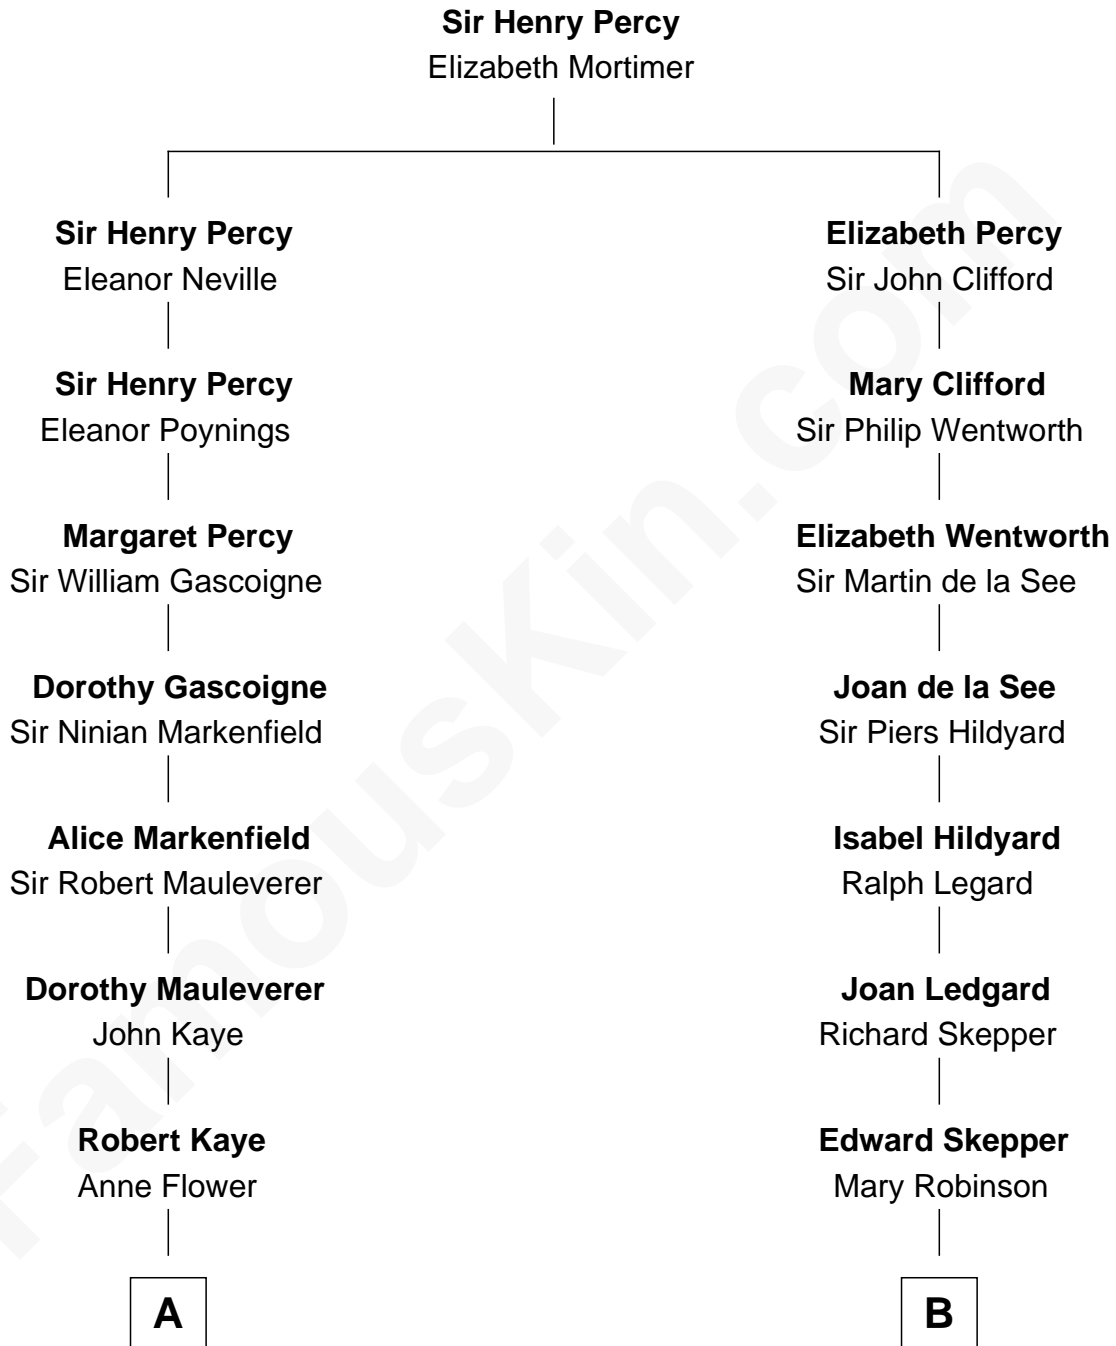 Sir Henry Percy
Elizabeth Mortimer
Sir Henry Percy
Eleanor Neville
Elizabeth Percy
Sir John Clifford
Sir Henry Percy
Eleanor Poynings
Mary Clifford
Sir Philip Wentworth
Margaret Percy
Sir William Gascoigne
Elizabeth Wentworth
Sir Martin de la See
Dorothy Gascoigne
Sir Ninian Markenfield
Joan de la See
Sir Piers Hildyard
Alice Markenfield
Sir Robert Mauleverer
Isabel Hildyard
Ralph Legard
Dorothy Mauleverer
John Kaye
Joan Ledgard
Richard Skepper
Robert Kaye
Anne Flower
Edward Skepper
Mary Robinson
A
B
FamousKin.com